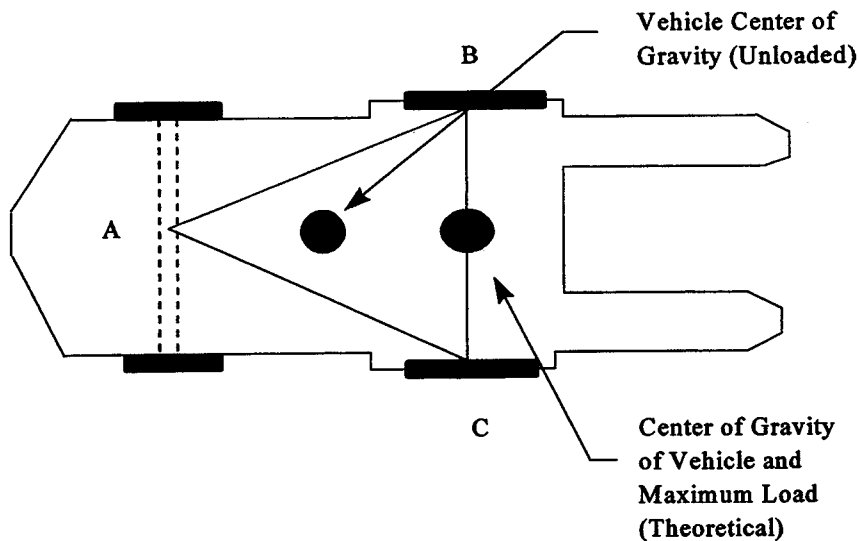 Vehicle Center of
Gravity (Unloaded)
B
A
C
Center of Gravity
of Vehicle and
Maximum Load
(Theoretical)